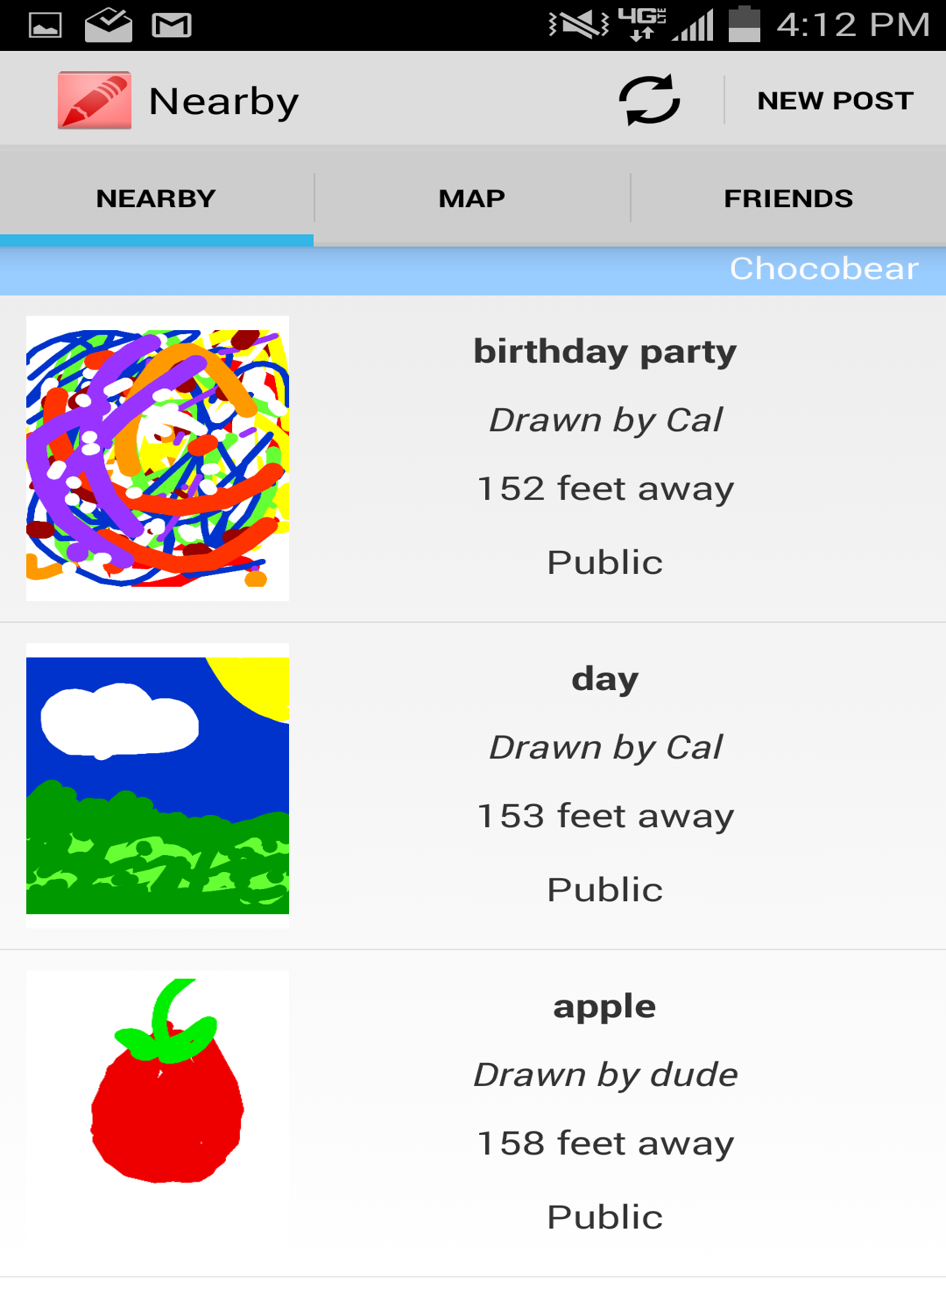 4G LTE 4:12 PM
Nearby NEW POST
NEARBY MAP FRIENDS
Chocobear
birthday party
Drawn by Cal
152 feet away
Public
day
Drawn by Cal
153 feet away
Public
apple
Drawn by dude
158 feet away
Public